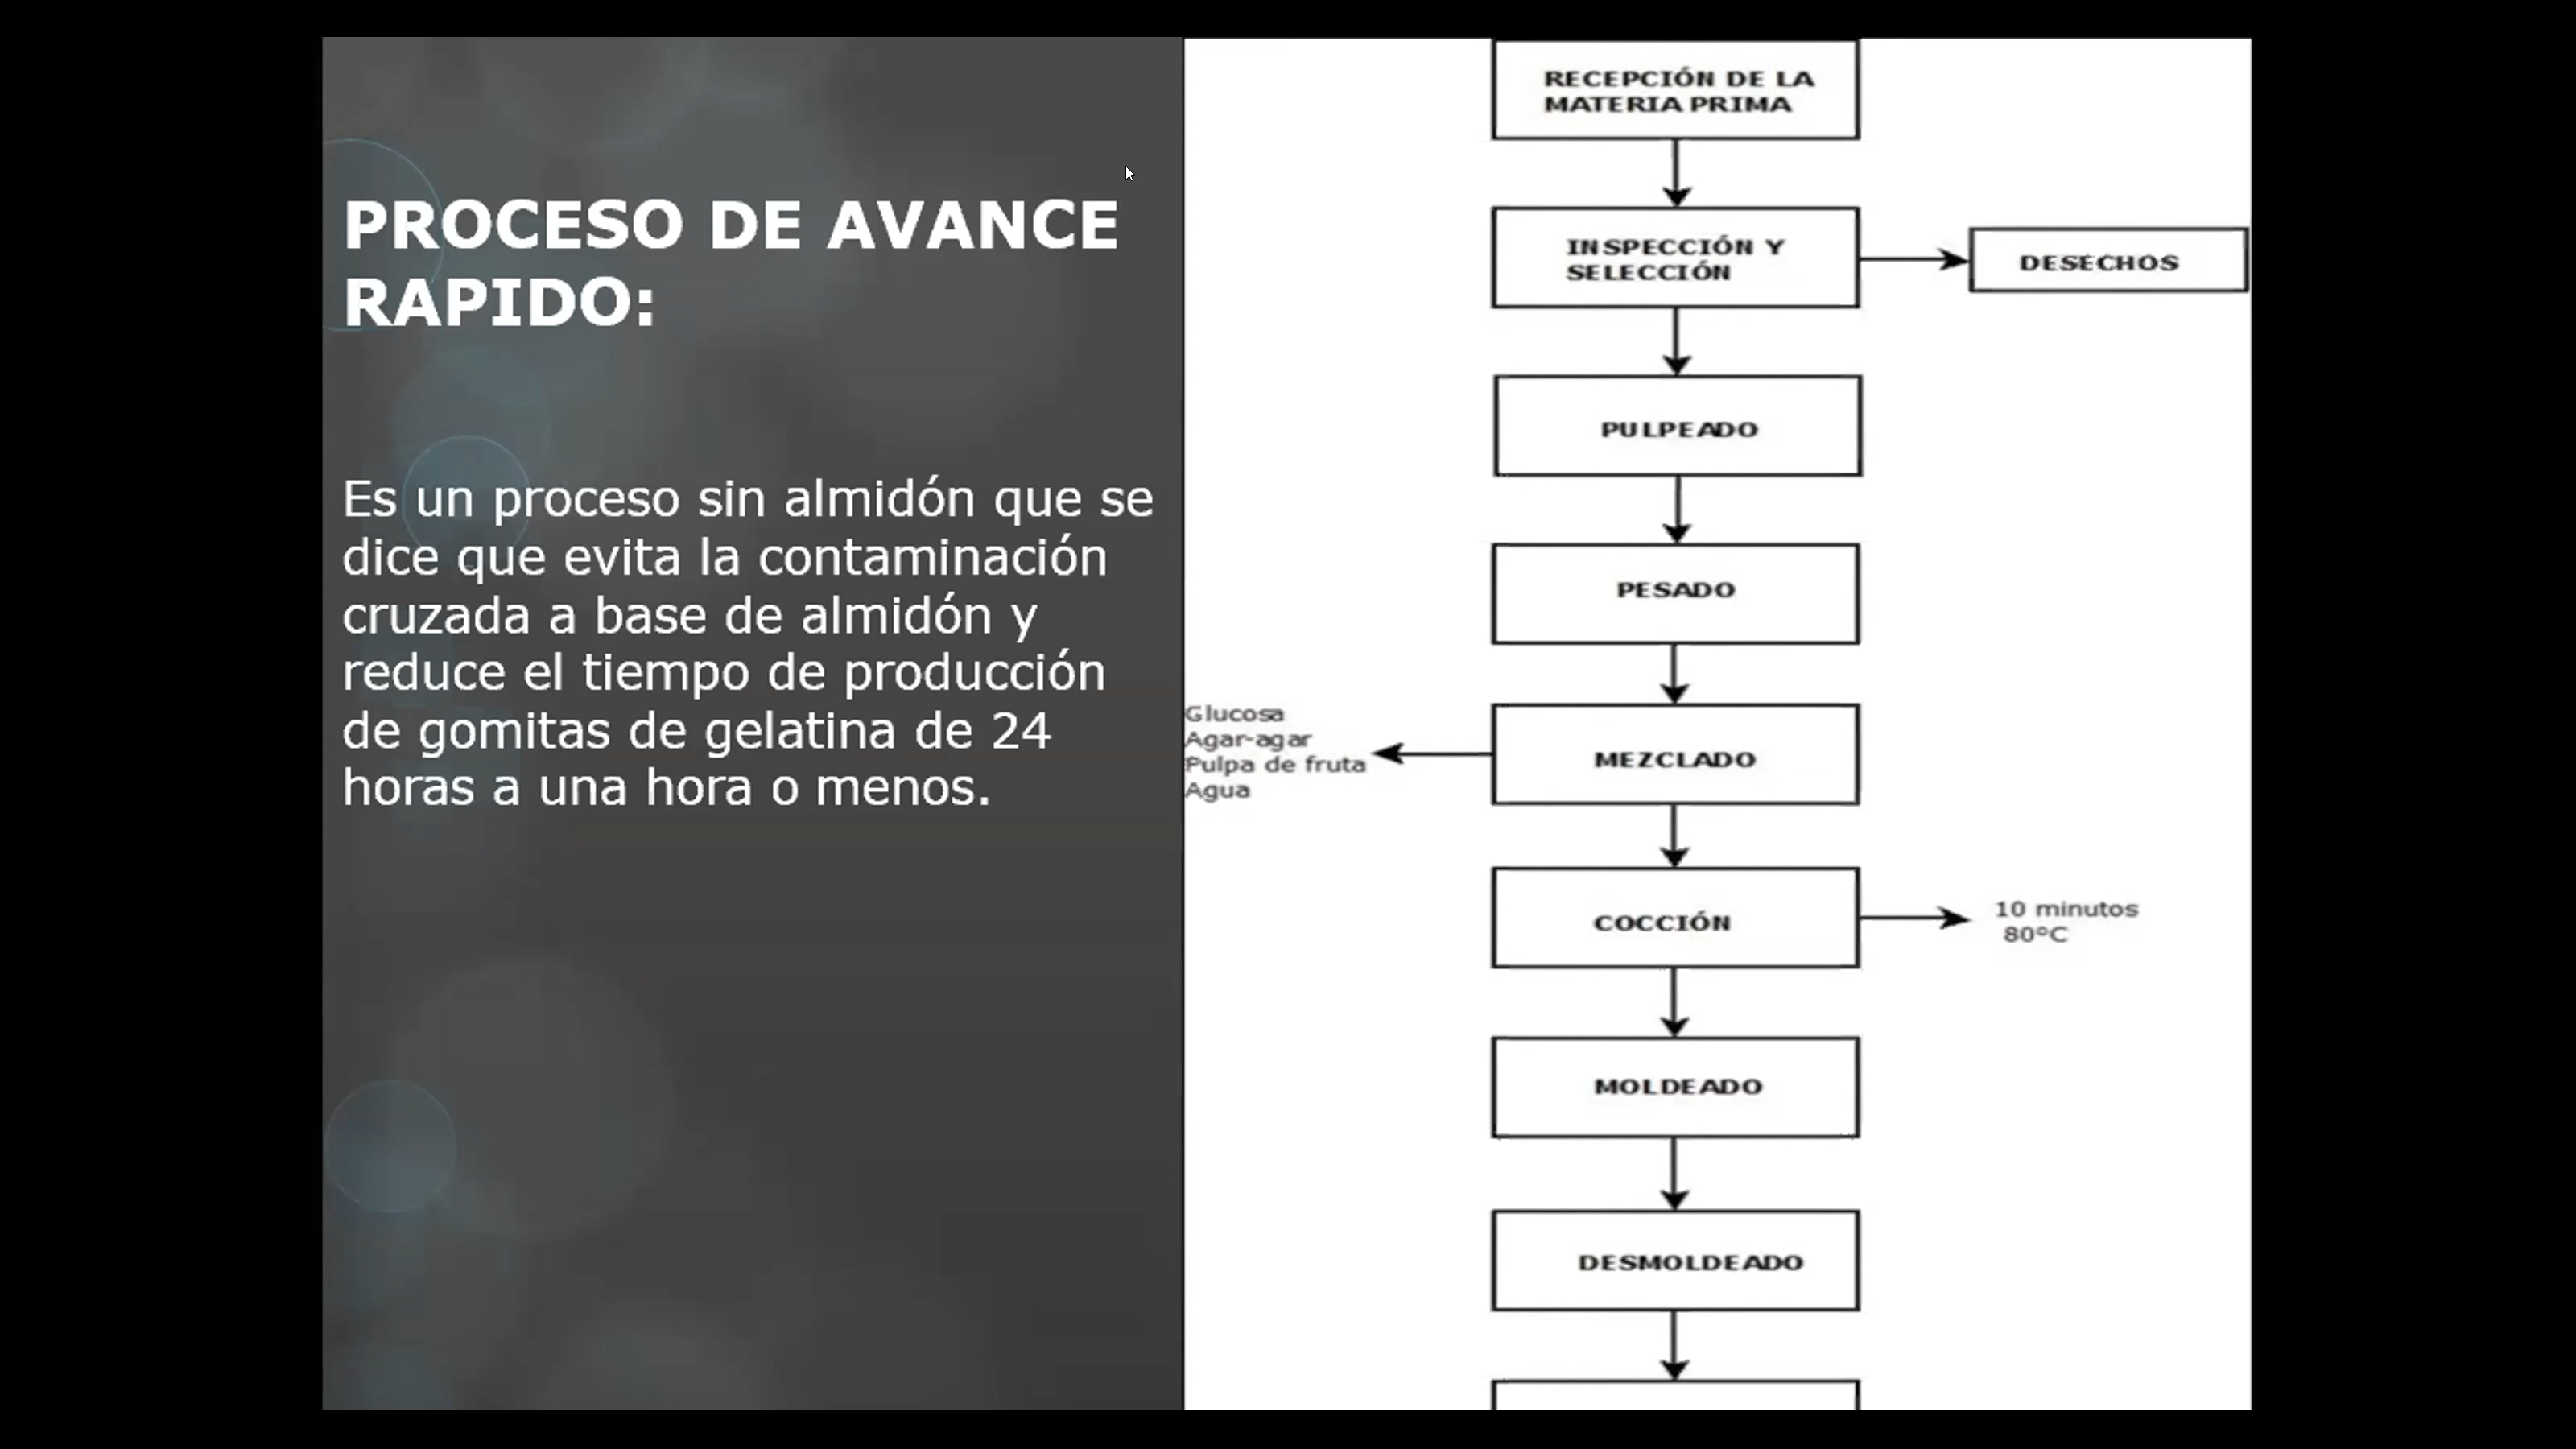 PROCESO DE AVANCE
RAPIDO:
Es un proceso sin almidón que se
dice que evita la contaminación
cruzada a base de almidón y
reduce el tiempo de producción
de gomitas de gelatina de 24
horas a una hora o menos.
RECEPCIÓN DE LA
MATERIA PRIMA
INSPECCIÓN Y
SELECCIÓN
DESECHOS
PULPEADO
PESADO
Glucosa
Agar-agar
Pulpa de fruta
Agua
MEZCLADO
COCCIÓN
10 minutos
80°C
MOLDEADO
DESMOLDEADO